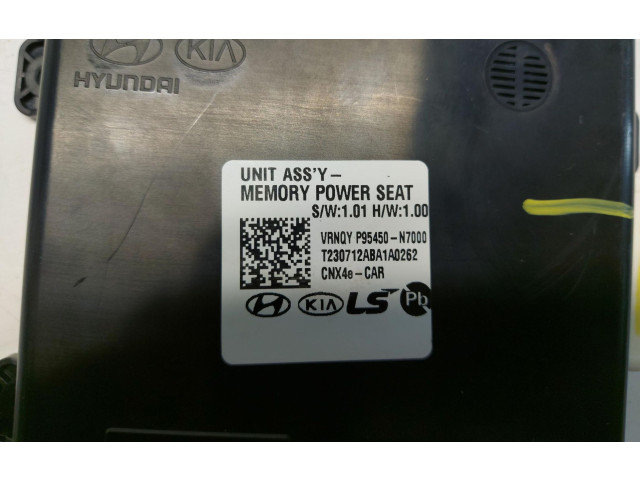 KIA
HYUNDAI
UNIT ASS'Y-
MEMORY POWER SEAT
S/W:1.01 H/W:1.00
VRNQY P95450-N7000
T230712ABA1A0262
CNX4e-CAR
KIA LS Pb